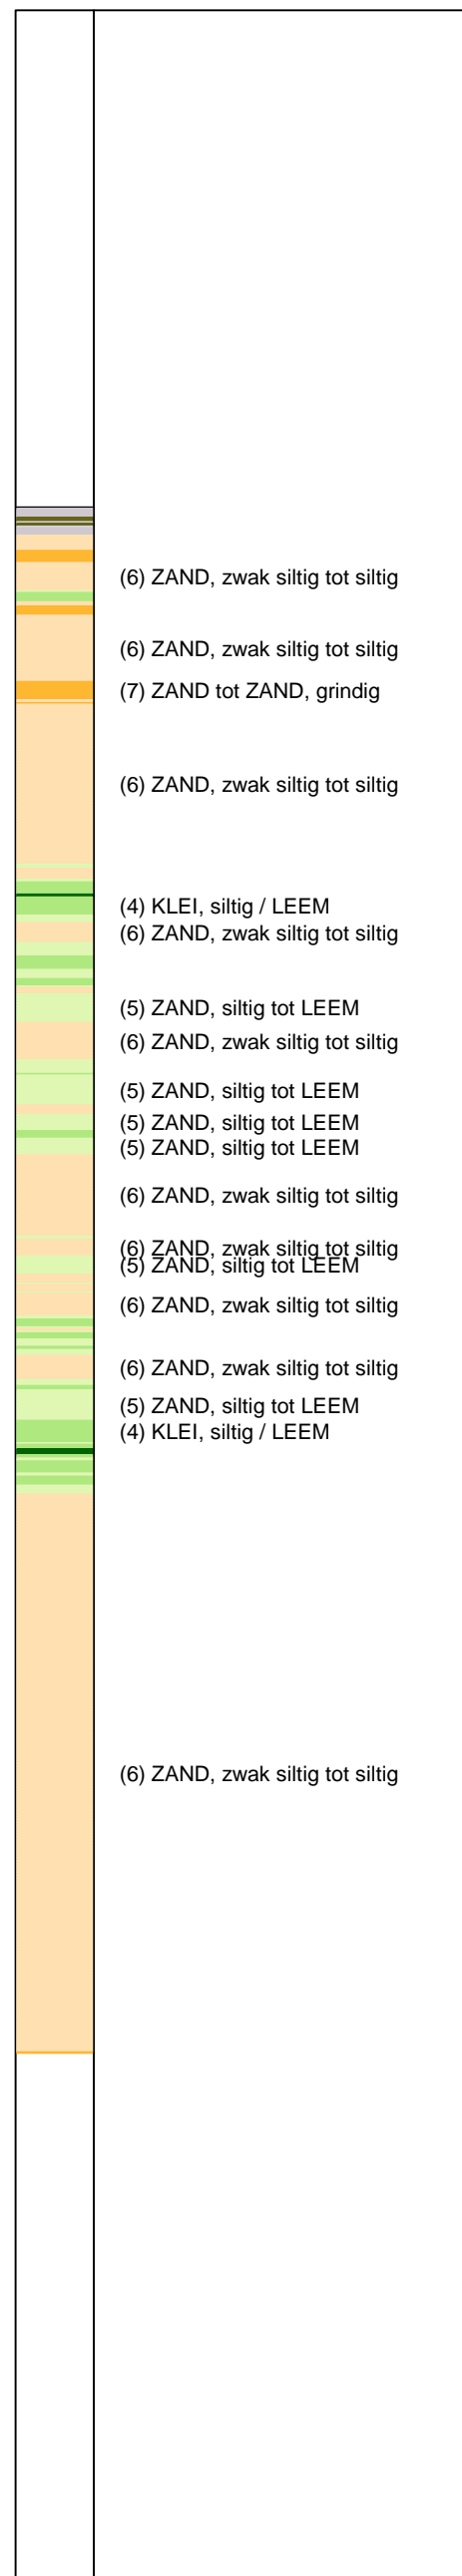 (6) ZAND, zwak siltig tot siltig
(6) ZAND, zwak siltig tot siltig
(7) ZAND tot ZAND, grindig
(6) ZAND, zwak siltig tot siltig
(4) KLEI, siltig / LEEM
(6) ZAND, zwak siltig tot siltig
(5) ZAND, siltig tot LEEM
(6) ZAND, zwak siltig tot siltig
(5) ZAND, siltig tot LEEM
(5) ZAND, siltig tot LEEM
(5) ZAND, siltig tot LEEM
(6) ZAND, zwak siltig tot siltig
(6) ZAND, zwak siltig tot siltig
(5) ZAND, siltig tot LEEM
(6) ZAND, zwak siltig tot siltig
(6) ZAND, zwak siltig tot siltig
(5) ZAND, siltig tot LEEM
(4) KLEI, siltig / LEEM
(6) ZAND, zwak siltig tot siltig